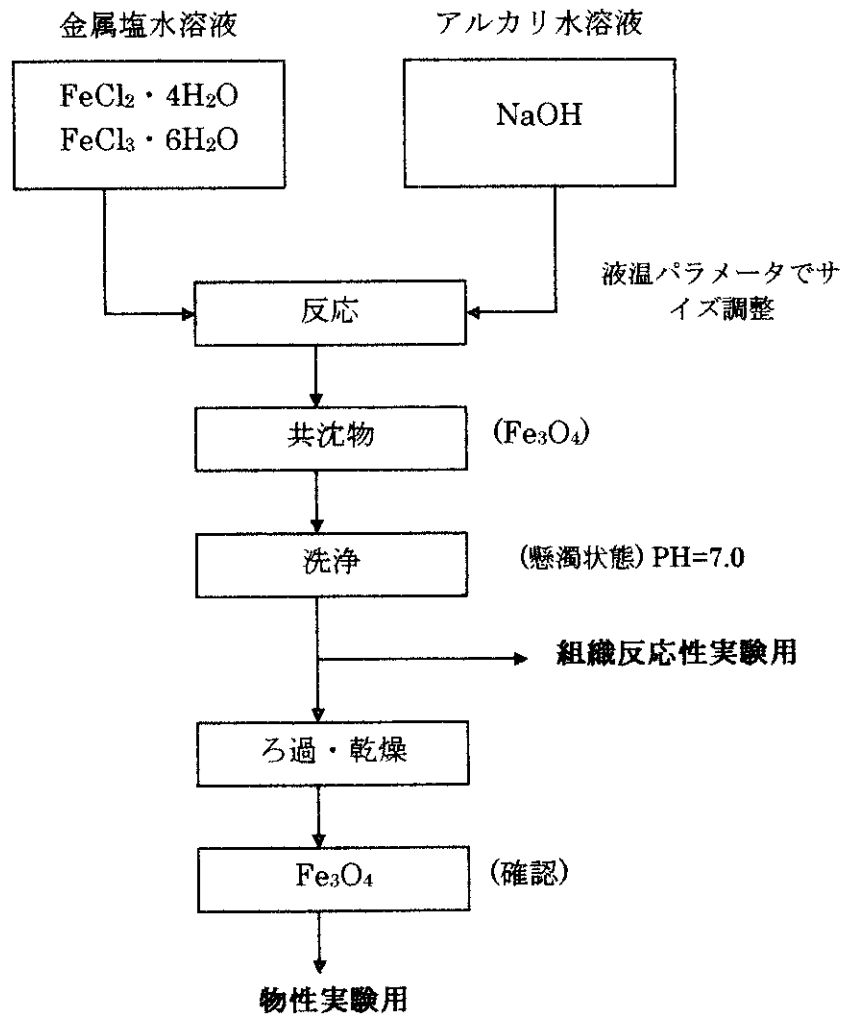 金属塩水溶液
アルカリ水溶液
FeCl₂・4H₂O
FeCl₃・6H₂O
NaOH
液温パラメータでサ
イズ調整
反応
共沈物
(Fe₃O₄)
洗浄
(懸濁状態) PH=7.0
組織反応性実験用
ろ過・乾燥
Fe₃O₄
(確認)
物性実験用